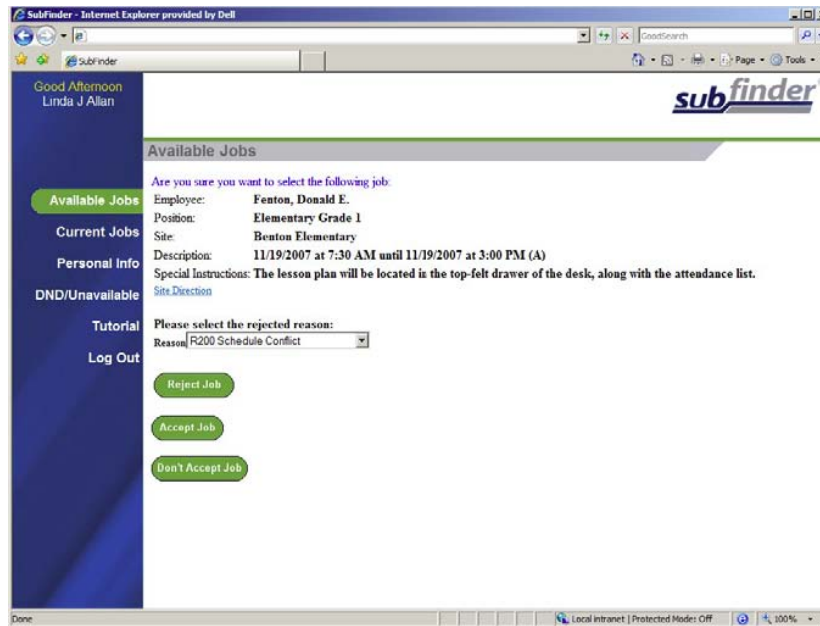 SubFinder - Internet Explorer provided by Dell
GoodSearch
SubFinder
Page
Tools
Good Afternoon
Linda J Allan
subfinder
Available Jobs
Are you sure you want to select the following job:
Employee: Fenton, Donald E.
Position: Elementary Grade 1
Site: Benton Elementary
Description: 11/19/2007 at 7:30 AM until 11/19/2007 at 3:00 PM (A)
Special Instructions: The lesson plan will be located in the top-felt drawer of the desk, along with the attendance list.
Site Direction
Please select the rejected reason:
Reason R200 Schedule Conflict
Reject Job
Accept Job
Don't Accept Job
Available Jobs
Current Jobs
Personal Info
DND/Unavailable
Tutorial
Log Out
Done
Local intranet | Protected Mode: Off
100%